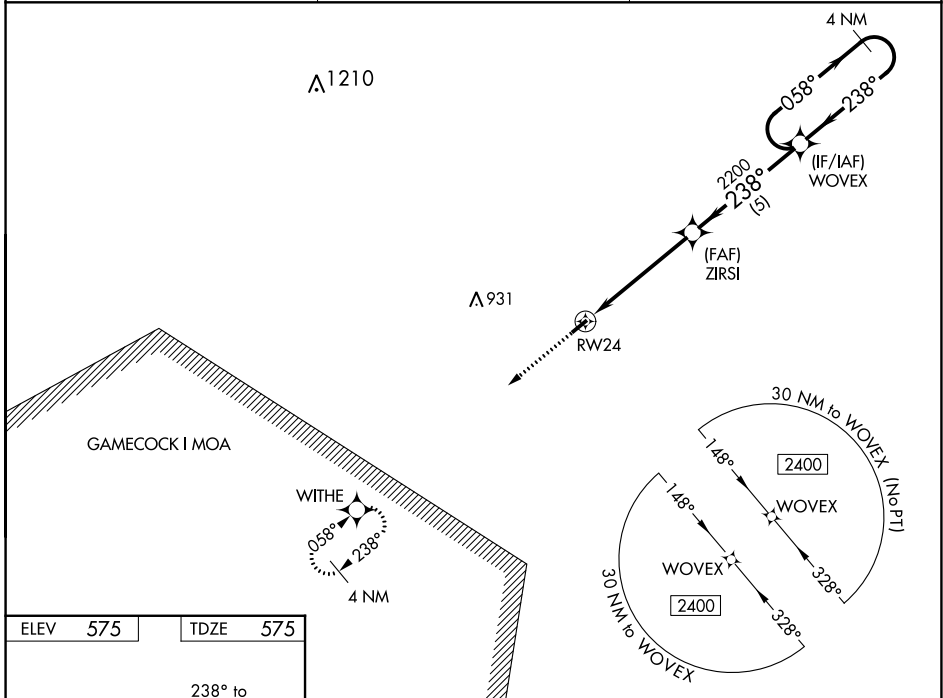 4 NM
1210
058°
238°
(IF/IAF)
WOVEX
2200
238°
(5)
(FAF)
ZIRSI
931
RW24
GAMECOCK I MOA
WITHE
058°
238°
4 NM
30 NM to WOVEX (NoPT)
148°
2400
WOVEX
328°
148°
WOVEX
2400
328°
30 NM to WOVEX
ELEV 575
TDZE 575
238° to